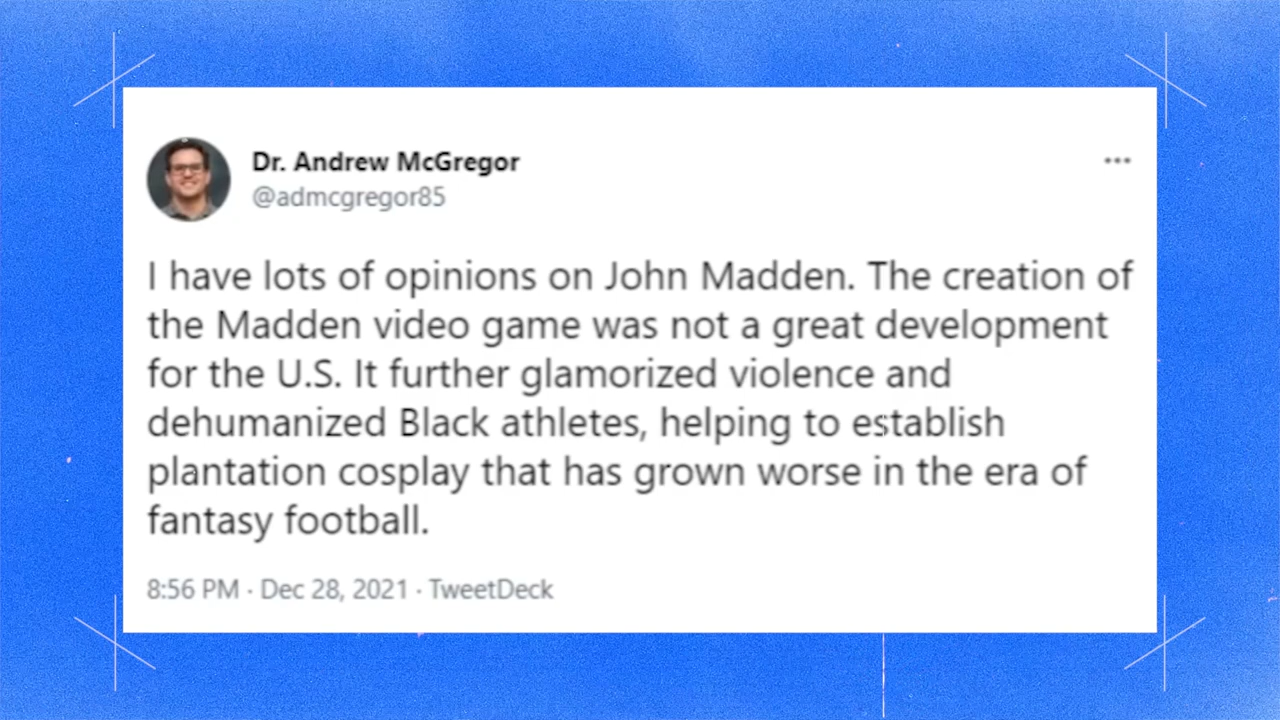 Dr. Andrew McGregor
@admcgregor85
I have lots of opinions on John Madden. The creation of
the Madden video game was not a great development
for the U.S. It further glamorized violence and
dehumanized Black athletes, helping to establish
plantation cosplay that has grown worse in the era of
fantasy football.
8:56 PM · Dec 28, 2021 · TweetDeck